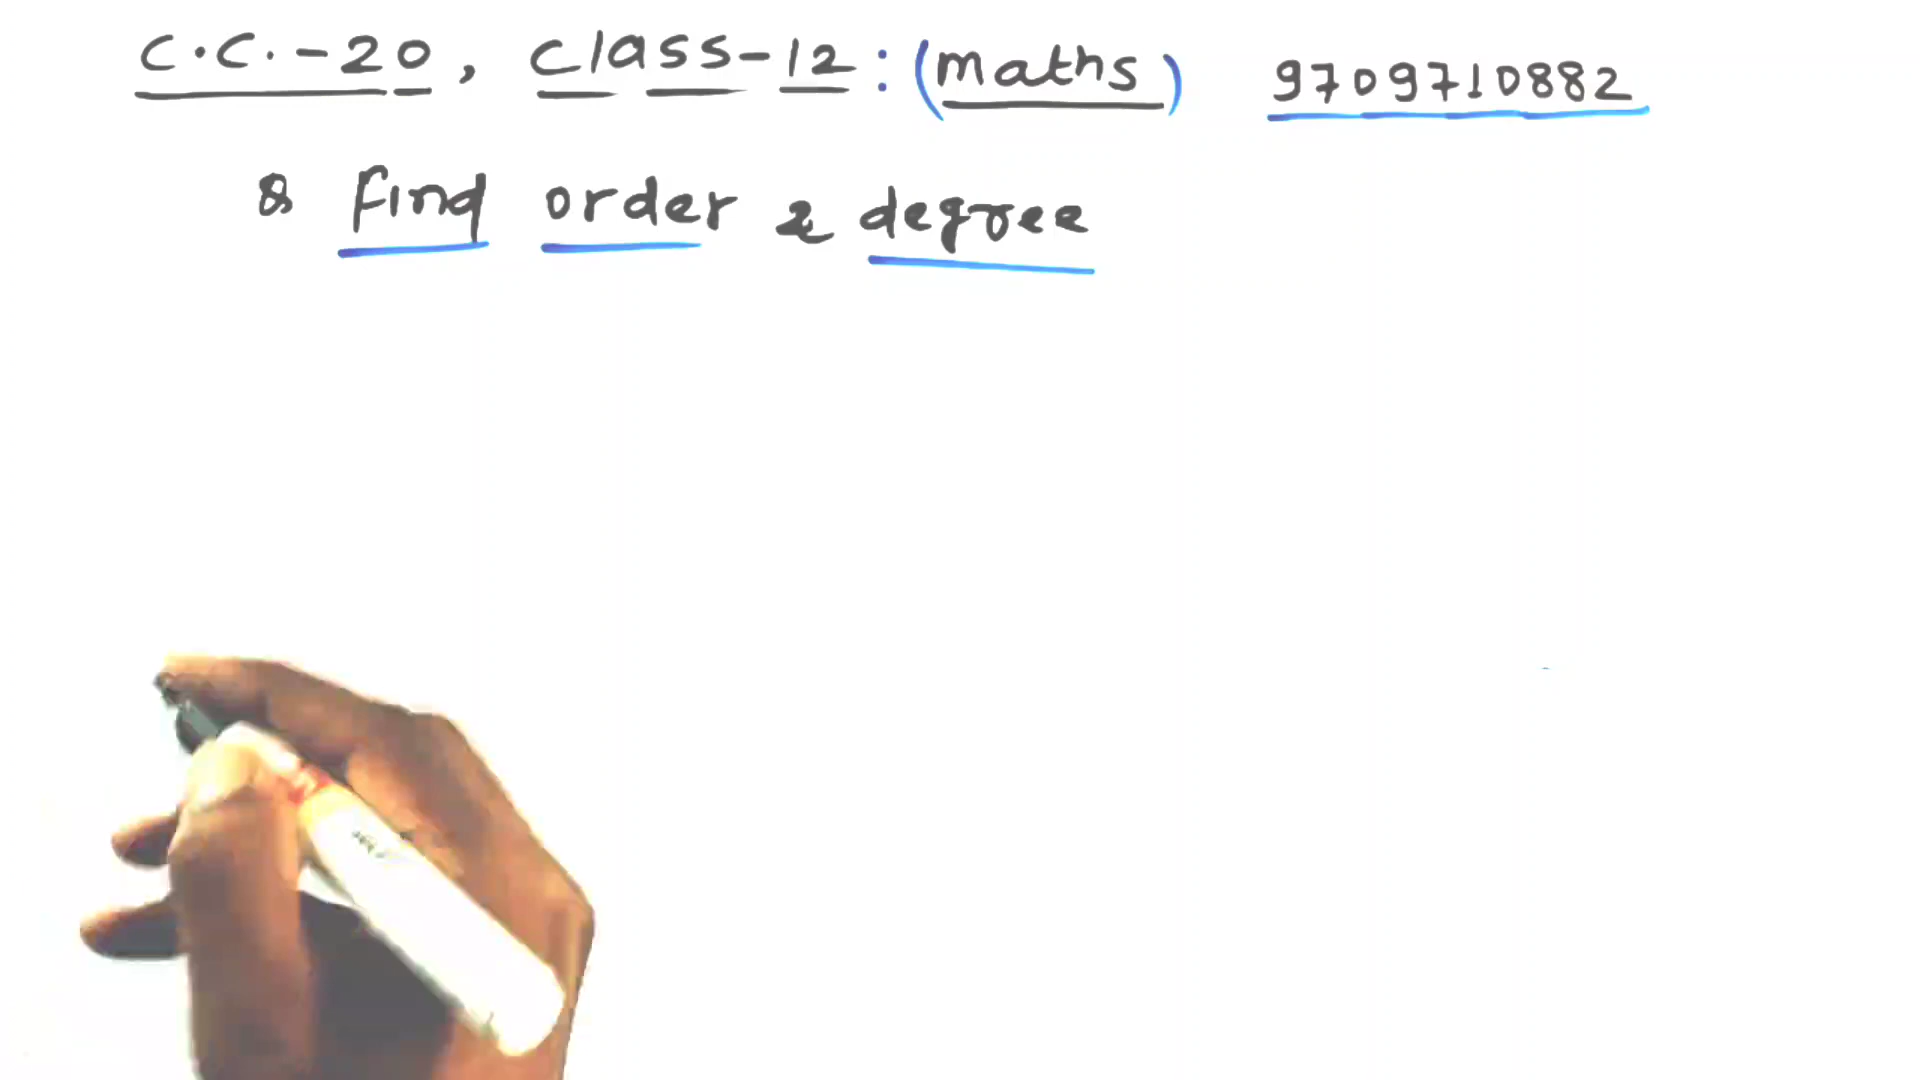 C.C.-20, Class-12: (maths) 9709710882
Q Find order & degree